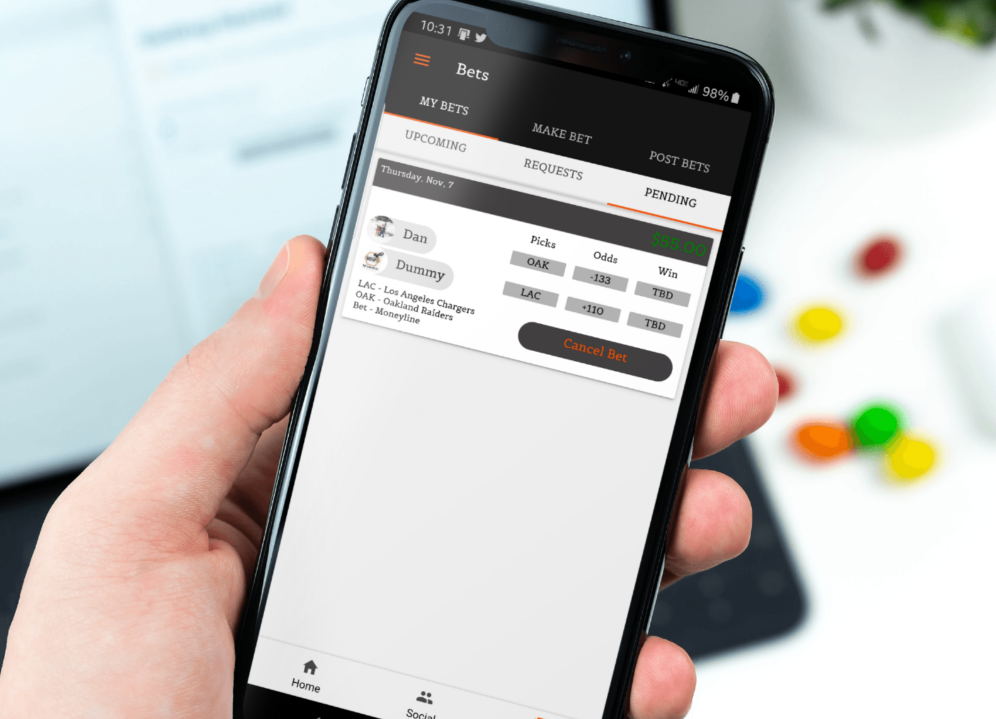 10:31 98%
Bets
MY BETS MAKE BET POST BETS
UPCOMING REQUESTS PENDING
Thursday, Nov, 7
$55.00
Picks Odds Win
Dan OAK -133 TBD
Dummy LAC +110 TBD
LAC - Los Angeles Chargers
OAK - Oakland Raiders
Bet - Moneyline
Cancel Bet
Home Social